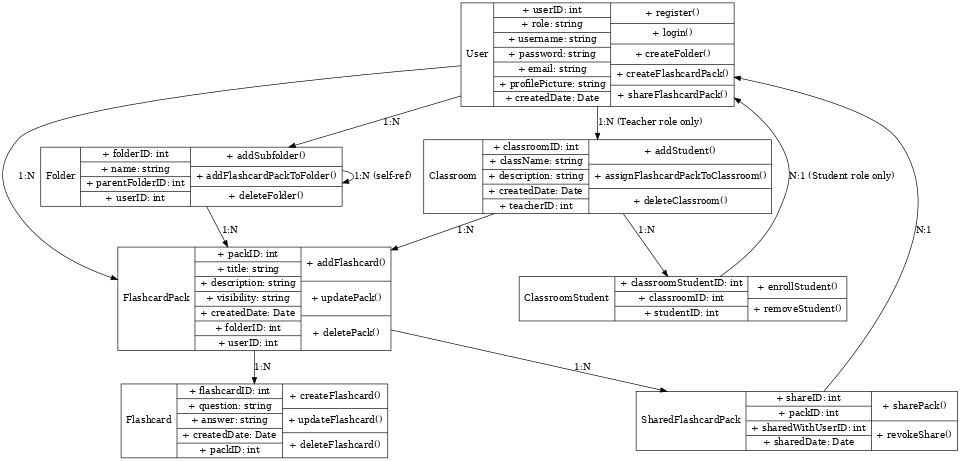 User
+ userID: int
+ role: string
+ username: string
+ password: string
+ email: string
+ profilePicture: string
+ createdDate: Date
+ register()
+ login()
+ createFolder()
+ createFlashcardPack()
+ shareFlashcardPack()
1:N
1:N (Teacher role only)
Folder
+ folderID: int
+ name: string
+ parentFolderID: int
+ userID: int
+ addSubfolder()
+ addFlashcardPackToFolder()
+ deleteFolder()
1:N (self-ref)
1:N
Classroom
+ classroomID: int
+ className: string
+ description: string
+ createdDate: Date
+ teacherID: int
+ addStudent()
+ assignFlashcardPackToClassroom()
+ deleteClassroom()
N:1 (Student role only)
1:N
1:N
1:N
N:1
FlashcardPack
+ packID: int
+ title: string
+ description: string
+ visibility: string
+ createdDate: Date
+ folderID: int
+ userID: int
+ addFlashcard()
+ updatePack()
+ deletePack()
ClassroomStudent
+ classroomStudentID: int
+ classroomID: int
+ studentID: int
+ enrollStudent()
+ removeStudent()
1:N
1:N
Flashcard
+ flashcardID: int
+ question: string
+ answer: string
+ createdDate: Date
+ packID: int
+ createFlashcard()
+ updateFlashcard()
+ deleteFlashcard()
SharedFlashcardPack
+ shareID: int
+ packID: int
+ sharedWithUserID: int
+ sharedDate: Date
+ sharePack()
+ revokeShare()